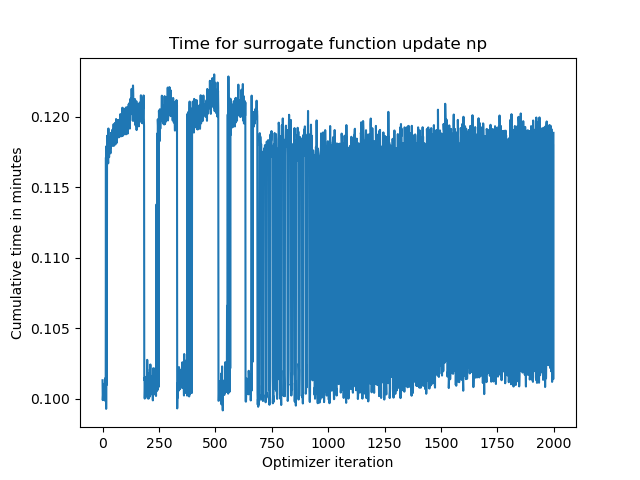 Time for surrogate function update np
Cumulative time in minutes
0.120
0.115
0.110
0.105
0.100
0 250 500 750 1000 1250 1500 1750 2000
Optimizer iteration